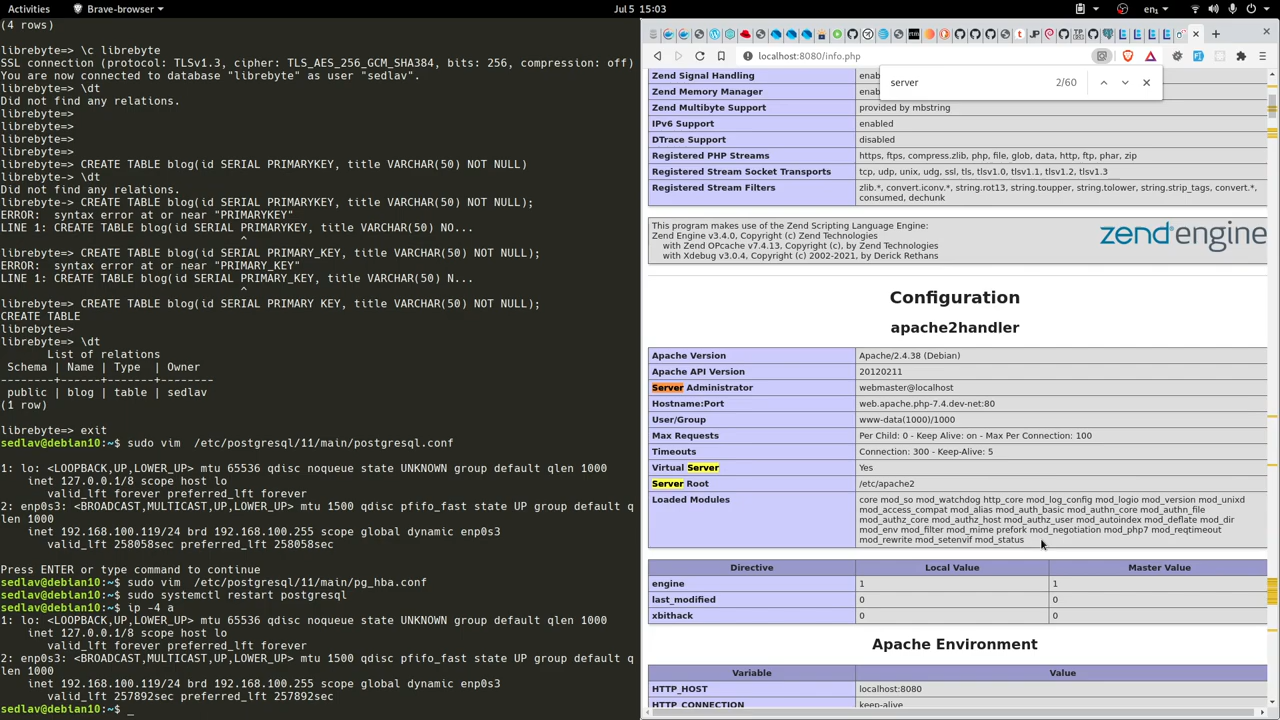 Activities
Brave-browser
Jul 5 15:03
en1
(4 rows)
librebyte=> \c librebyte
SSL connection (protocol: TLSv1.3, cipher: TLS_AES_256_GCM_SHA384, bits: 256, compression: off)
You are now connected to database "librebyte" as user "sedlav".
librebyte=> \dt
Did not find any relations.
librebyte=>
librebyte=>
librebyte=>
librebyte=>
librebyte=> CREATE TABLE blog(id SERIAL PRIMARYKEY, title VARCHAR(50) NOT NULL)
librebyte-> \dt
Did not find any relations.
librebyte-> CREATE TABLE blog(id SERIAL PRIMARYKEY, title VARCHAR(50) NOT NULL);
ERROR:  syntax error at or near "PRIMARYKEY"
LINE 1: CREATE TABLE blog(id SERIAL PRIMARYKEY, title VARCHAR(50) NO...
^
librebyte=> CREATE TABLE blog(id SERIAL PRIMARY_KEY, title VARCHAR(50) NOT NULL);
ERROR:  syntax error at or near "PRIMARY_KEY"
LINE 1: CREATE TABLE blog(id SERIAL PRIMARY_KEY, title VARCHAR(50) N...
^
librebyte=> CREATE TABLE blog(id SERIAL PRIMARY KEY, title VARCHAR(50) NOT NULL);
CREATE TABLE
librebyte=>
librebyte=> \dt
List of relations
Schema | Name | Type  | Owner
--------+------+-------+--------
public | blog | table | sedlav
(1 row)
librebyte=> exit
sedlav@debian10:~$ sudo vim  /etc/postgresql/11/main/postgresql.conf
1: lo: <LOOPBACK,UP,LOWER_UP> mtu 65536 qdisc noqueue state UNKNOWN group default qlen 1000
inet 127.0.0.1/8 scope host lo
valid_lft forever preferred_lft forever
2: enp0s3: <BROADCAST,MULTICAST,UP,LOWER_UP> mtu 1500 qdisc pfifo_fast state UP group default q
len 1000
inet 192.168.100.119/24 brd 192.168.100.255 scope global dynamic enp0s3
valid_lft 258058sec preferred_lft 258058sec
Press ENTER or type command to continue
sedlav@debian10:~$ sudo vim  /etc/postgresql/11/main/pg_hba.conf
sedlav@debian10:~$ sudo systemctl restart postgresql
sedlav@debian10:~$ ip -4 a
1: lo: <LOOPBACK,UP,LOWER_UP> mtu 65536 qdisc noqueue state UNKNOWN group default qlen 1000
inet 127.0.0.1/8 scope host lo
valid_lft forever preferred_lft forever
2: enp0s3: <BROADCAST,MULTICAST,UP,LOWER_UP> mtu 1500 qdisc pfifo_fast state UP group default q
len 1000
inet 192.168.100.119/24 brd 192.168.100.255 scope global dynamic enp0s3
valid_lft 257892sec preferred_lft 257892sec
sedlav@debian10:~$ _
localhost:8080/info.php
server 2/60
Zend Signal Handling
Zend Memory Manager
Zend Multibyte Support provided by mbstring
IPv6 Support enabled
DTrace Support disabled
Registered PHP Streams https, ftps, compress.zlib, php, file, glob, data, http, ftp, phar, zip
Registered Stream Socket Transports tcp, udp, unix, udg, ssl, tls, tlsv1.0, tlsv1.1, tlsv1.2, tlsv1.3
Registered Stream Filters zlib.*, convert.iconv.*, string.rot13, string.toupper, string.tolower, string.strip_tags, convert.*,
consumed, dechunk
This program makes use of the Zend Scripting Language Engine:
Zend Engine v3.4.0, Copyright (c) Zend Technologies
with Zend OPcache v7.4.13, Copyright (c), by Zend Technologies
with Xdebug v3.0.4, Copyright (c) 2002-2021, by Derick Rethans
zend engine
Configuration
apache2handler
Apache Version Apache/2.4.38 (Debian)
Apache API Version 20120211
Server Administrator webmaster@localhost
Hostname:Port web.apache.php-7.4.dev-net:80
User/Group www-data(1000)/1000
Max Requests Per Child: 0 - Keep Alive: on - Max Per Connection: 100
Timeouts Connection: 300 - Keep-Alive: 5
Virtual Server Yes
Server Root /etc/apache2
Loaded Modules core mod_so mod_watchdog http_core mod_log_config mod_logio mod_version mod_unixd
mod_access_compat mod_alias mod_auth_basic mod_authn_core mod_authn_file
mod_authz_core mod_authz_host mod_authz_user mod_autoindex mod_deflate mod_dir
mod_env mod_filter mod_mime prefork mod_negotiation mod_php7 mod_reqtimeout
mod_rewrite mod_setenvif mod_status
Directive Local Value Master Value
engine 1 1
last_modified 0 0
xbithack 0 0
Apache Environment
Variable Value
HTTP_HOST localhost:8080
HTTP_CONNECTION keep-alive